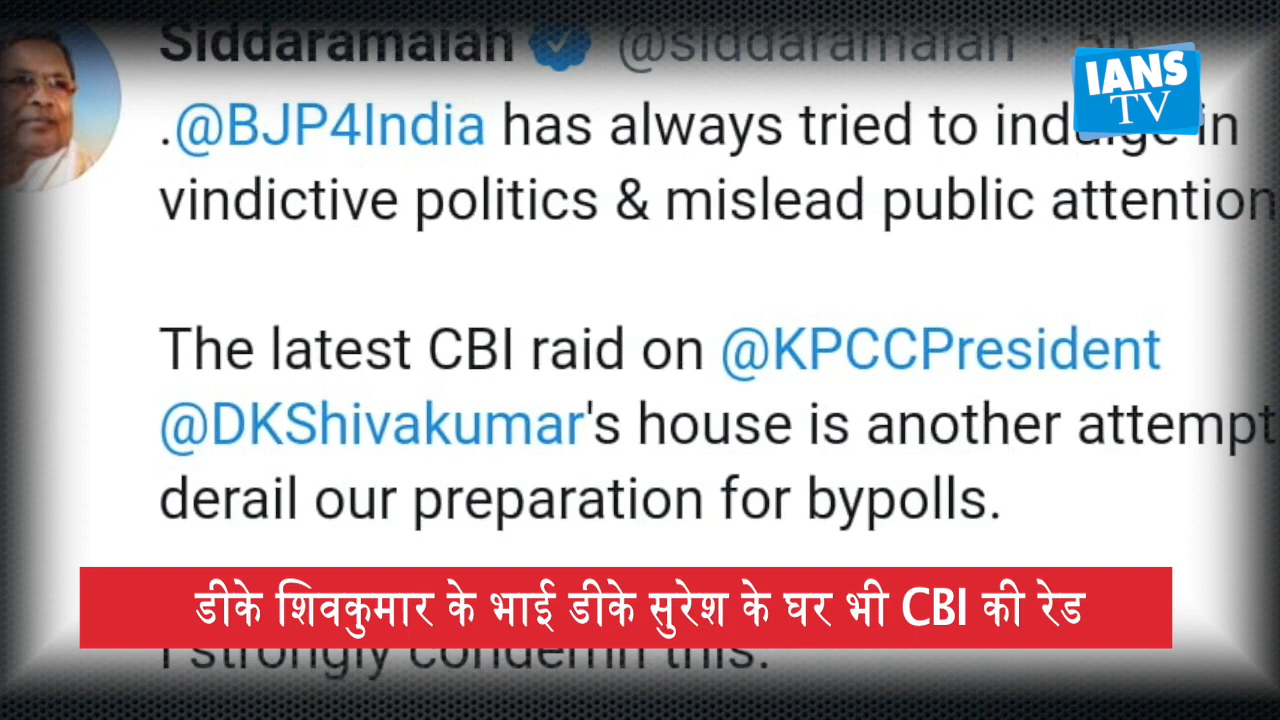 Siddaramaiah @siddaramaiah
IANS
TV
.@BJP4India has always tried to indulge in
vindictive politics & mislead public attention
The latest CBI raid on @KPCCPresident
@DKShivakumar's house is another attempt
derail our preparation for bypolls.
डीके शिवकुमार के भाई डीके सुरेश के घर भी CBI की रेड
I strongly condemn this.